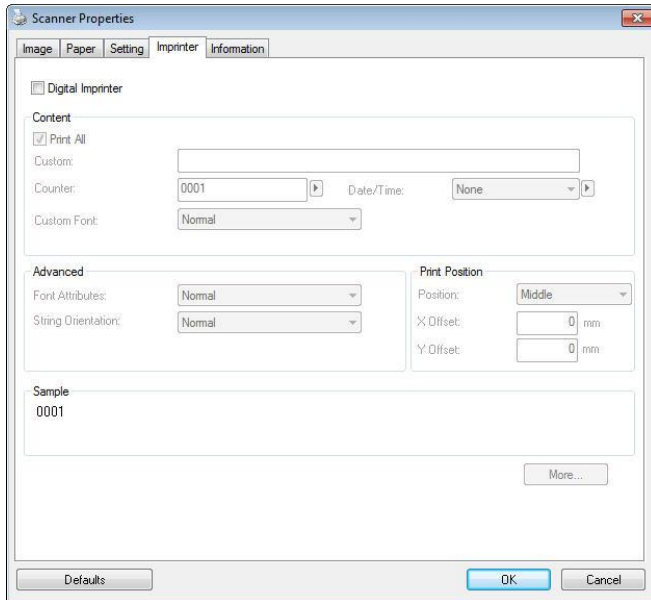 Scanner Properties
Image Paper Setting Imprinter Information
Digital Imprinter
Content
Print All
Custom:
Counter: 0001 Date/Time: None
Custom Font: Normal
Advanced
Font Attributes: Normal
String Orientation: Normal
Print Position
Position: Middle
X Offset: 0 mm
Y Offset: 0 mm
Sample
0001
More...
Defaults OK Cancel